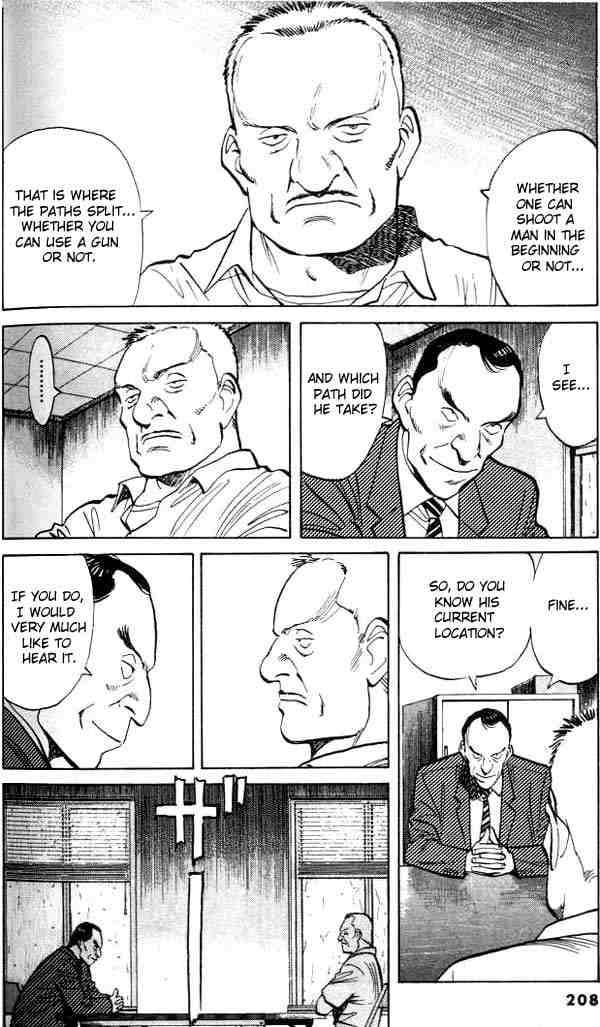 WHETHER
ONE CAN
SHOOT A
MAN IN THE
BEGINNING
OR NOT...
THAT IS WHERE
THE PATHS SPLIT...
WHETHER YOU
CAN USE A GUN
OR NOT.
I
SEE...
AND WHICH
PATH DID
HE TAKE?
........
FINE...
SO, DO YOU
KNOW HIS
CURRENT
LOCATION?
IF YOU DO,
I WOULD
VERY MUCH
LIKE TO
HEAR IT.
ザー
208